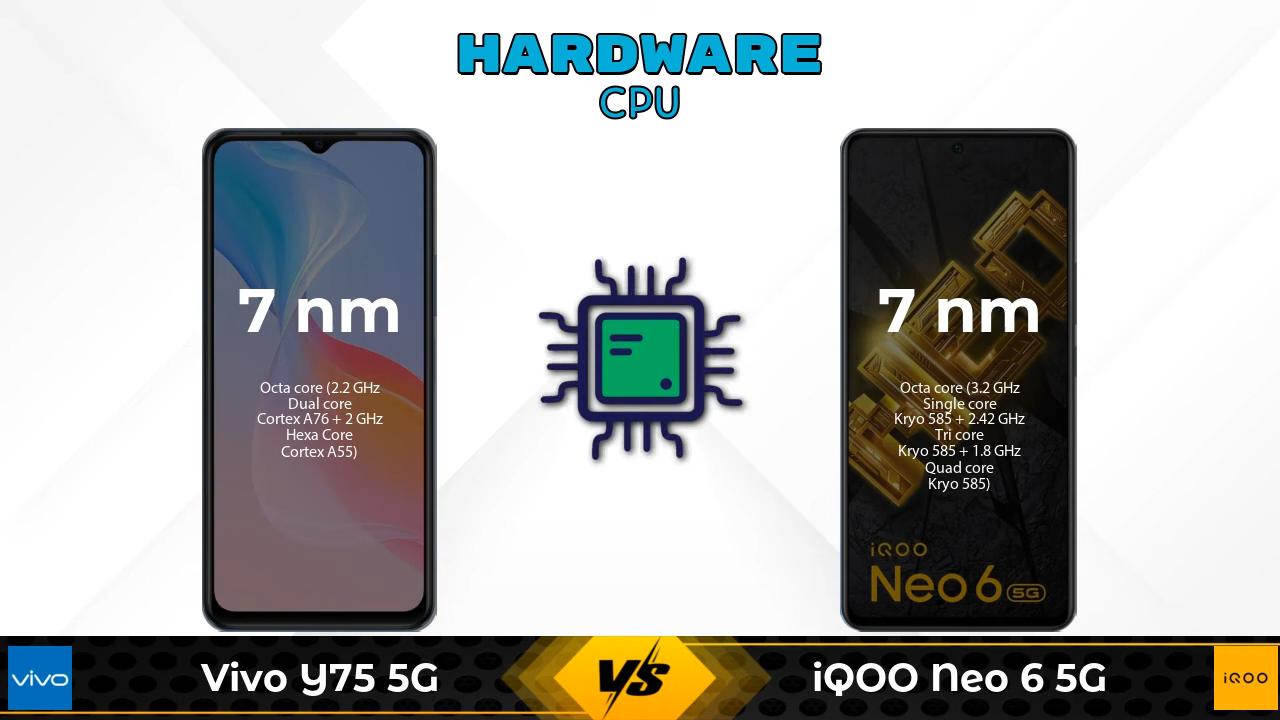 HARDWARE
CPU
7 nm
Octa core (2.2 GHz
Dual core
Cortex A76 + 2 GHz
Hexa Core
Cortex A55)
7 nm
Octa core (3.2 GHz
Single core
Kryo 585 + 2.42 GHz
Tri core
Kryo 585 + 1.8 GHz
Quad core
Kryo 585)
iQOO
Neo 6 5G
vivo
Vivo Y75 5G
VS
iQOO Neo 6 5G
iQOO